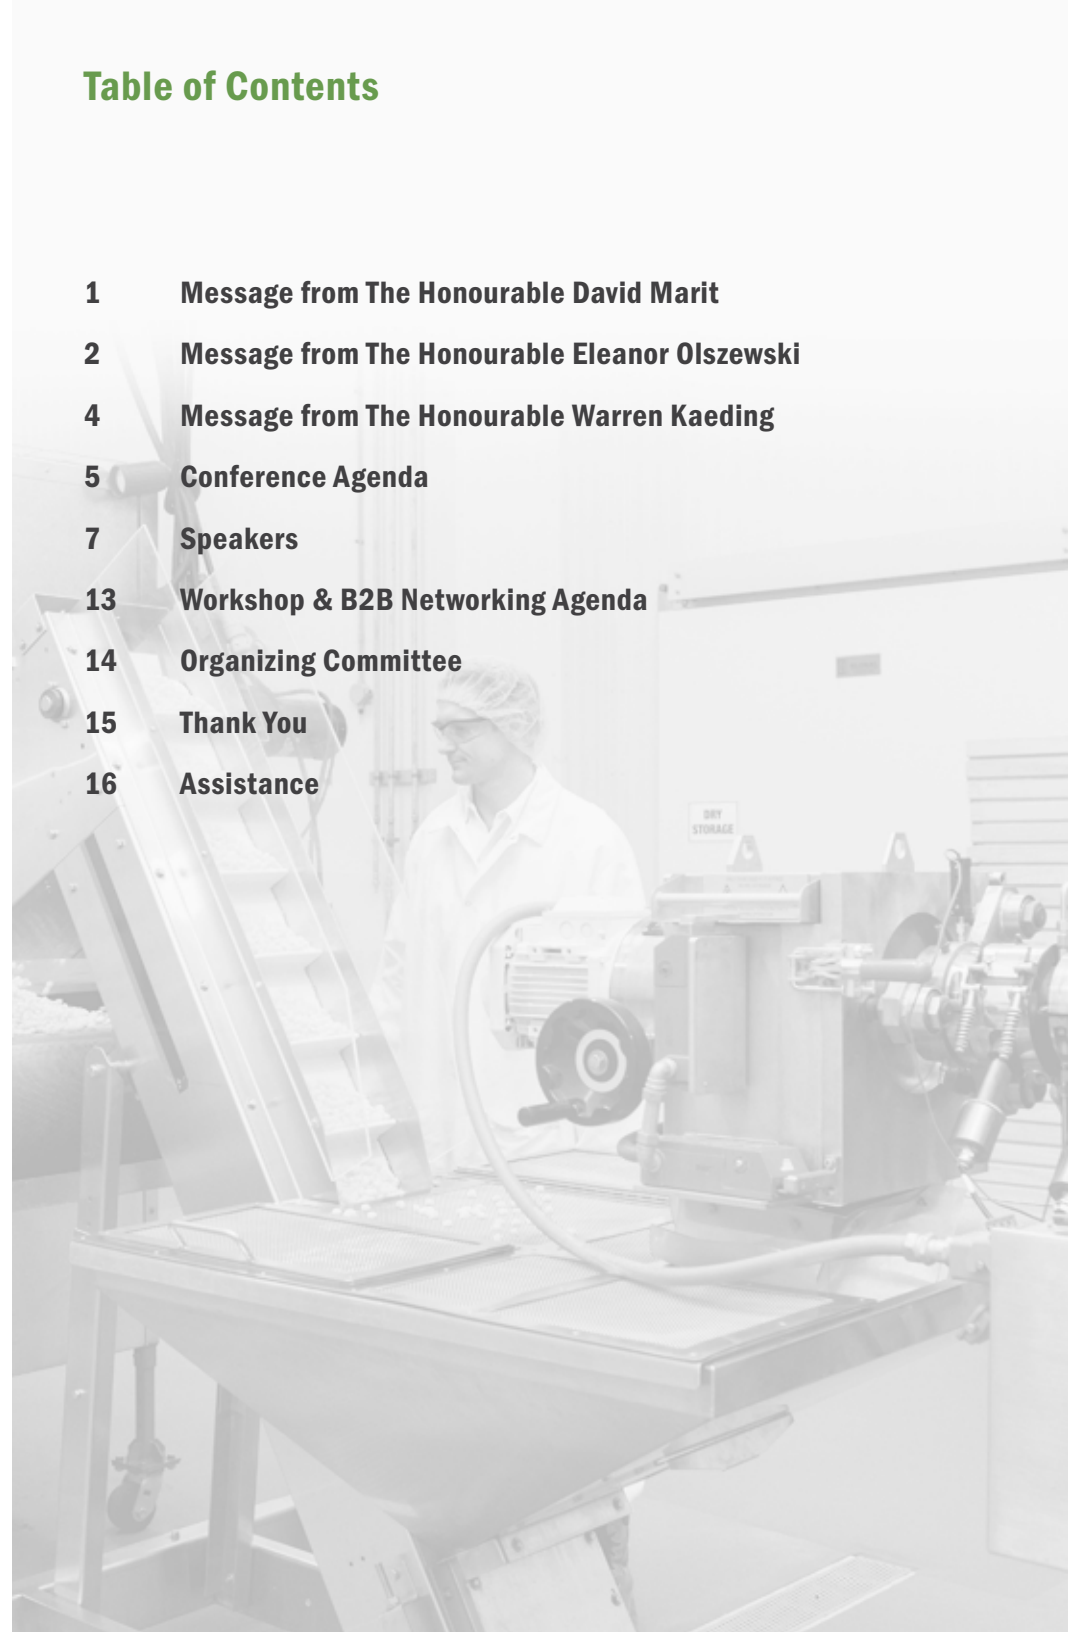 Table of Contents
1 Message from The Honourable David Marit
2 Message from The Honourable Eleanor Olszewski
4 Message from The Honourable Warren Kaeding
5 Conference Agenda
7 Speakers
13 Workshop & B2B Networking Agenda
14 Organizing Committee
15 Thank You
16 Assistance
DRY
STORAGE